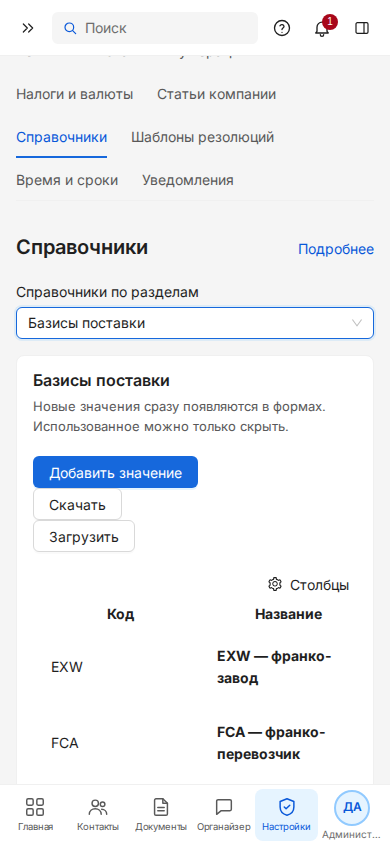 Поиск
1
Налоги и валюты Статьи компании
Справочники Шаблоны резолюций
Время и сроки Уведомления
Справочники Подробнее
Справочники по разделам
Базисы поставки
Базисы поставки
Новые значения сразу появляются в формах.
Использованное можно только скрыть.
Добавить значение
Скачать
Загрузить
Столбцы
Код Название
EXW EXW — франко-
завод
FCA FCA — франко-
перевозчик
ДА
Главная Контакты Документы Органайзер Настройки Админист...